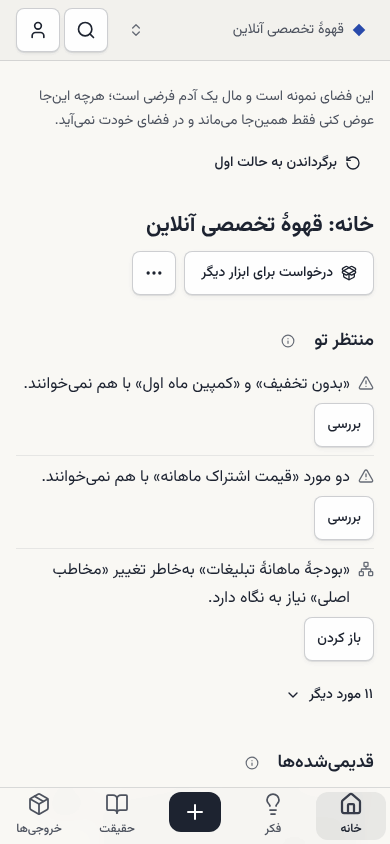 قهوهٔ تخصصی آنلاین
این فضای نمونه است و مال یک آدم فرضی است؛ هرچه این‌جا
عوض کنی فقط همین‌جا می‌ماند و در فضای خودت نمی‌آید.
برگرداندن به حالت اول
خانه: قهوهٔ تخصصی آنلاین
درخواست برای ابزار دیگر
منتظر تو
«بدون تخفیف» و «کمپین ماه اول» با هم نمی‌خوانند.
بررسی
دو مورد «قیمت اشتراک ماهانه» با هم نمی‌خوانند.
بررسی
«بودجهٔ ماهانهٔ تبلیغات» به‌خاطر تغییر «مخاطب
اصلی» نیاز به نگاه دارد.
باز کردن
۱۱ مورد دیگر
قدیمی‌شده‌ها
خانه
فکر
حقیقت
خروجی‌ها